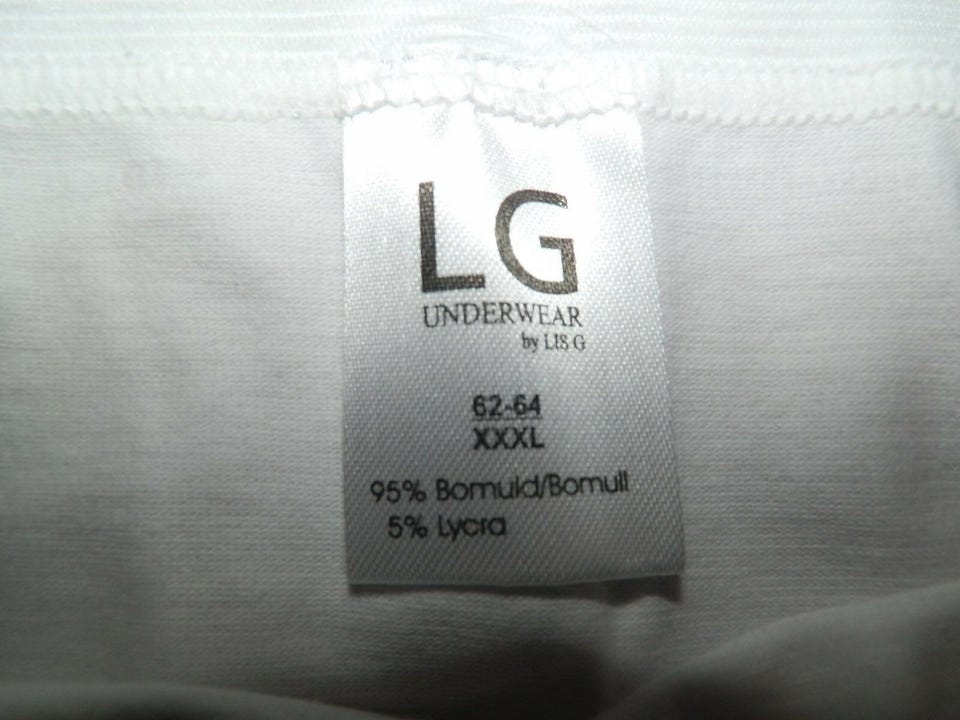 LG
UNDERWEAR
by LIS G
62-64
XXXL
95% Bomuld/Bomull
5% Lycra